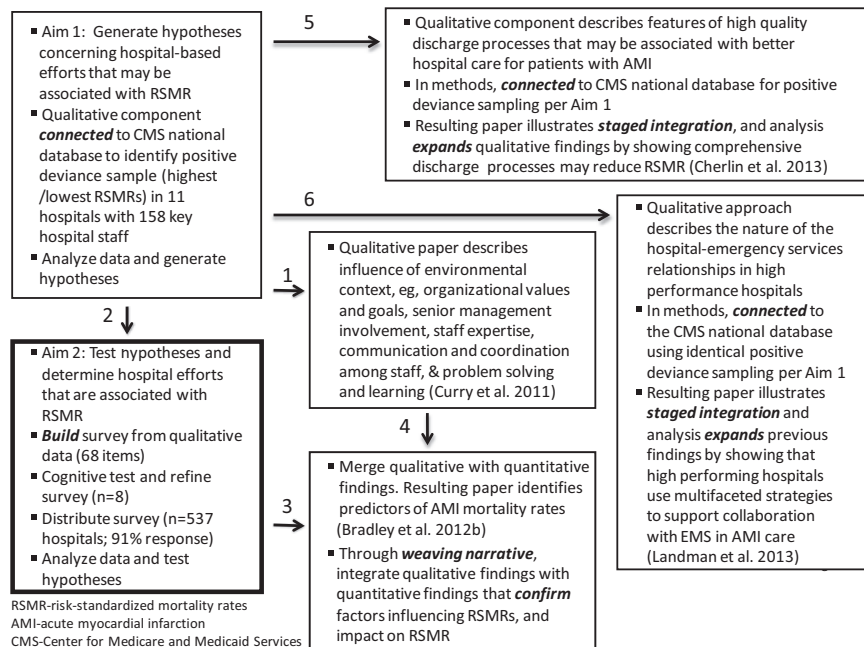 ▪ Aim 1: Generate hypotheses
concerning hospital-based
efforts that may be
associated with RSMR
▪ Qualitative component
connected to CMS national
database to identify positive
deviance sample (highest
/lowest RSMRs) in 11
hospitals with 158 key
hospital staff
▪ Analyze data and generate
hypotheses
5
▪ Qualitative component describes features of high quality
discharge processes that may be associated with better
hospital care for patients with AMI
▪ In methods, connected to CMS national database for positive
deviance sampling per Aim 1
▪ Resulting paper illustrates staged integration, and analysis
expands qualitative findings by showing comprehensive
discharge processes may reduce RSMR (Cherlin et al. 2013)
6
▪ Qualitative approach
describes the nature of the
hospital-emergency services
relationships in high
performance hospitals
▪ In methods, connected to
the CMS national database
using identical positive
deviance sampling per Aim 1
▪ Resulting paper illustrates
staged integration and
analysis expands previous
findings by showing that
high performing hospitals
use multifaceted strategies
to support collaboration
with EMS in AMI care
(Landman et al. 2013)
1
▪ Qualitative paper describes
influence of environmental
context, eg, organizational values
and goals, senior management
involvement, staff expertise,
communication and coordination
among staff, & problem solving
and learning (Curry et al. 2011)
2
▪ Aim 2: Test hypotheses and
determine hospital efforts
that are associated with
RSMR
▪ Build survey from qualitative
data (68 items)
▪ Cognitive test and refine
survey (n=8)
▪ Distribute survey (n=537
hospitals; 91% response)
▪ Analyze data and test
hypotheses
4
3
▪ Merge qualitative with quantitative
findings. Resulting paper identifies
predictors of AMI mortality rates
(Bradley et al. 2012b)
▪ Through weaving narrative,
integrate qualitative findings with
quantitative findings that confirm
factors influencing RSMRs, and
impact on RSMR
RSMR-risk-standardized mortality rates
AMI-acute myocardial infarction
CMS-Center for Medicare and Medicaid Services